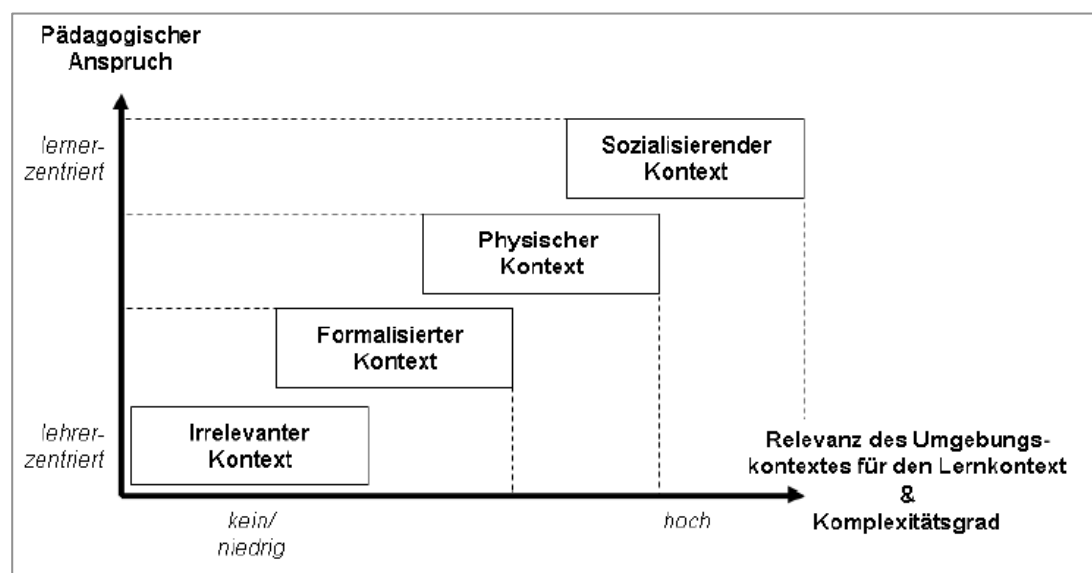 Pädagogischer
Anspruch
lerner-
zentriert
Sozialisierender
Kontext
Physischer
Kontext
Formalisierter
Kontext
lehrer-
zentriert
Irrelevanter
Kontext
Relevanz des Umgebungs-
kontextes für den Lernkontext
&
Komplexitätsgrad
kein/
niedrig
hoch